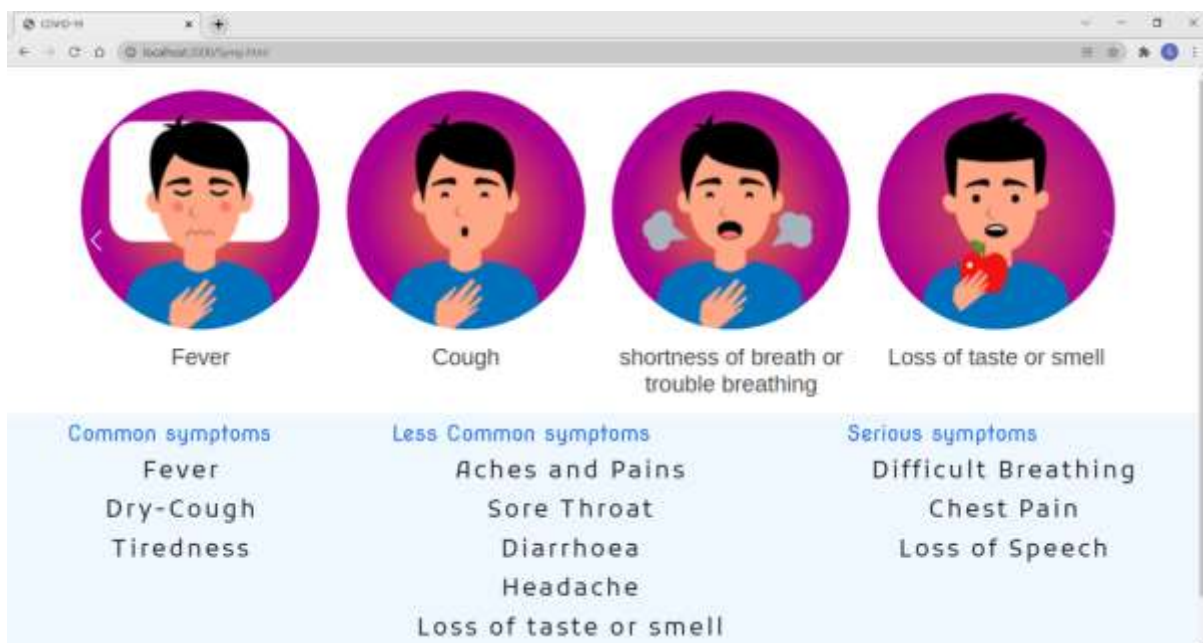 COVID-19
Fever
Cough
shortness of breath or
trouble breathing
Loss of taste or smell
Common symptoms
Fever
Dry-Cough
Tiredness
Less Common symptoms
Aches and Pains
Sore Throat
Diarrhoea
Headache
Loss of taste or smell
Serious symptoms
Difficult Breathing
Chest Pain
Loss of Speech